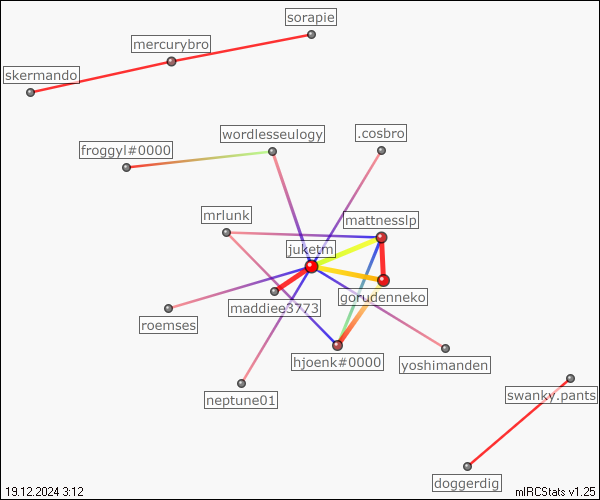 sorapie
mercurybro
skermando
wordlesseulogy
.cosbro
froggyl#0000
mrlunk
mattnesslp
juketm
maddiee3773
gorudenneko
roemses
hjoenk#0000
yoshimanden
neptune01
swanky.pants
doggerdig
19.12.2024 3:12
mIRCStats v1.25